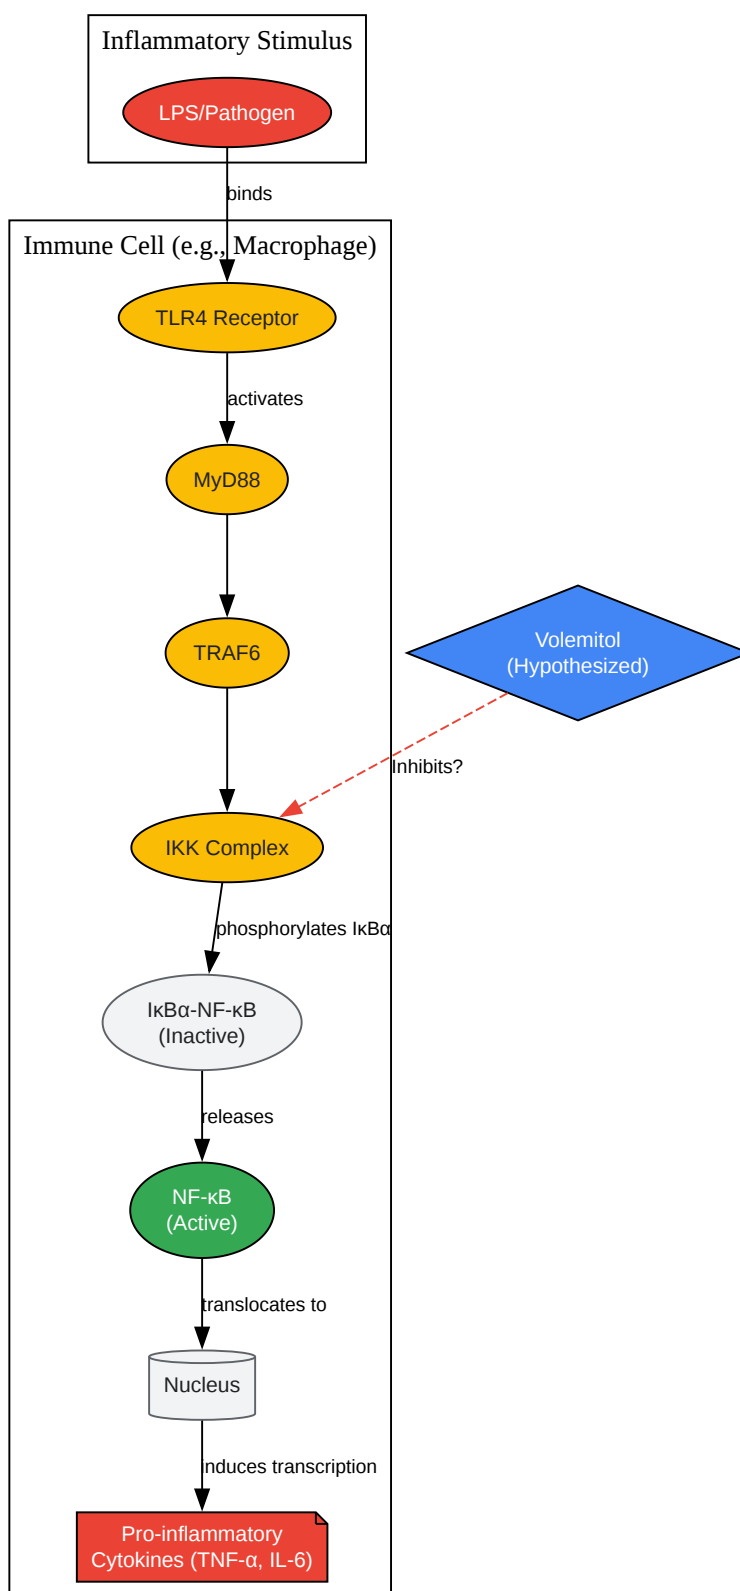 Inflammatory Stimulus
LPS/Pathogen
binds
Immune Cell (e.g., Macrophage)
TLR4 Receptor
activates
MyD88
TRAF6
Volemitol
(Hypothesized)
Inhibits?
IKK Complex
phosphorylates IκBα
IκBα-NF-κB
(Inactive)
releases
NF-κB
(Active)
translocates to
Nucleus
induces transcription
Pro-inflammatory
Cytokines (TNF-α, IL-6)